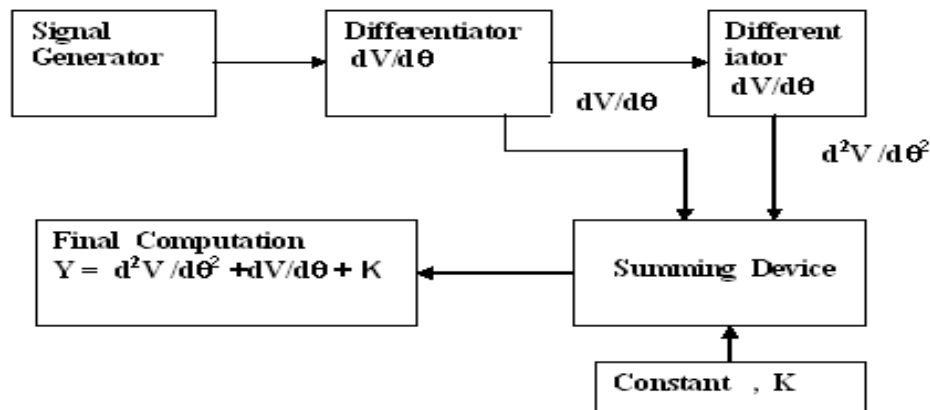 Signal
Generator
Differentiator
dV/dθ
Different
iator
dV/dθ
dV/dθ
d²V/dθ²
Final Computation
Y = d²V/dθ² +dV/dθ + K
Summing Device
Constant , K